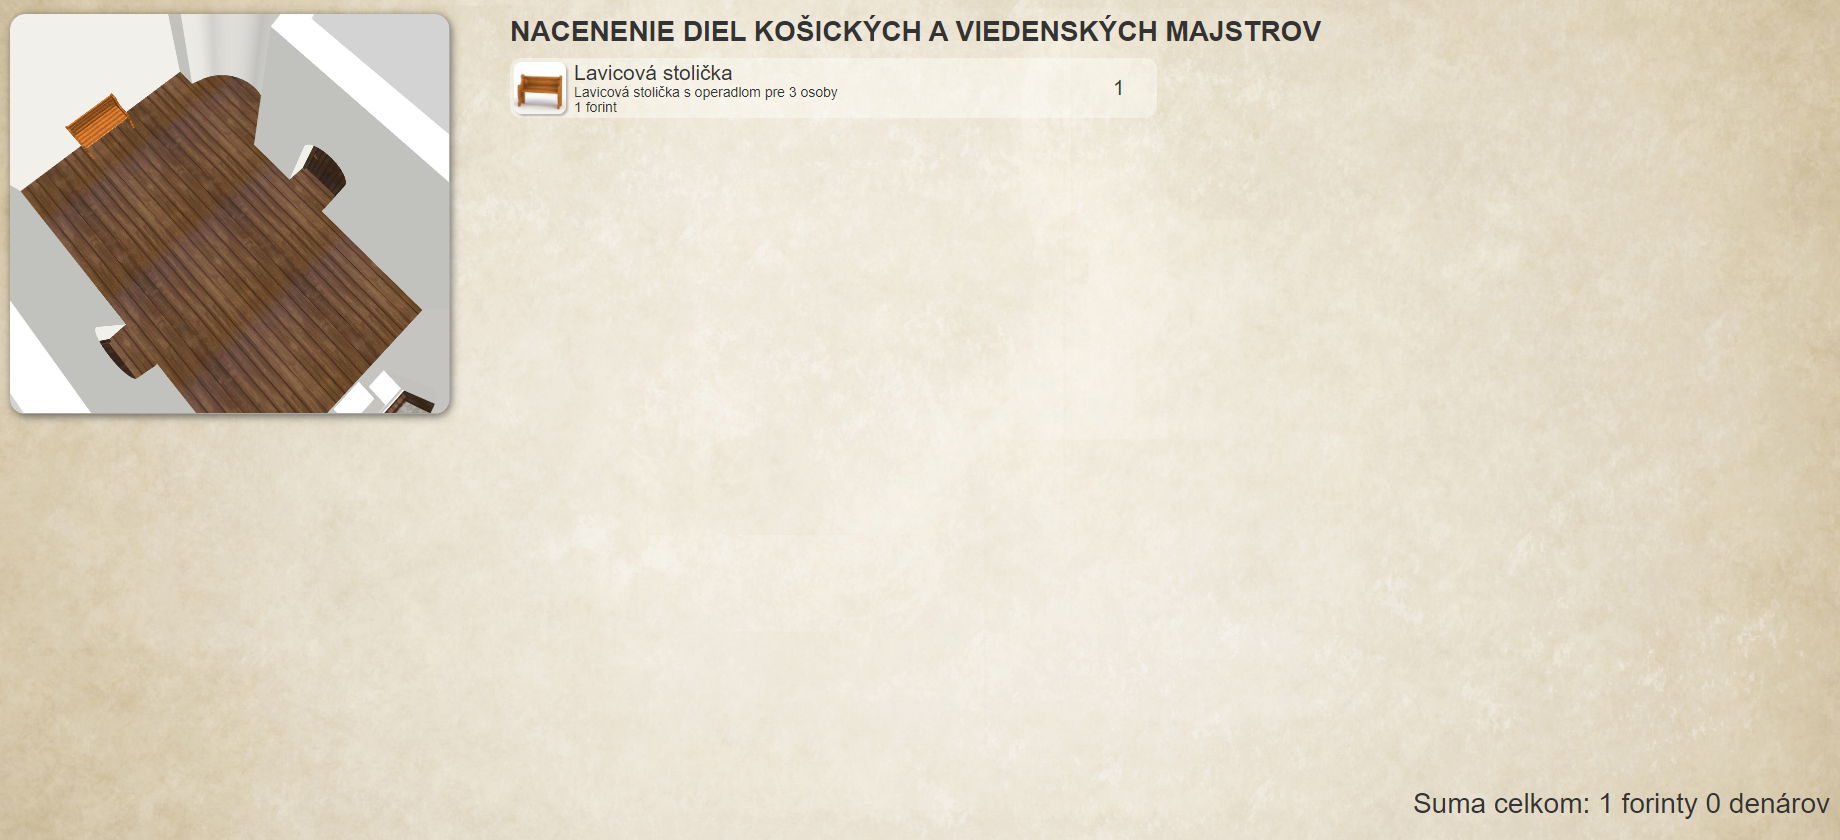 NACENENIE DIEL KOŠICKÝCH A VIEDENSKÝCH MAJSTROV
Lavicová stolička
Lavicová stolička s operadlom pre 3 osoby
1 forint
1
Suma celkom: 1 forinty 0 denárov